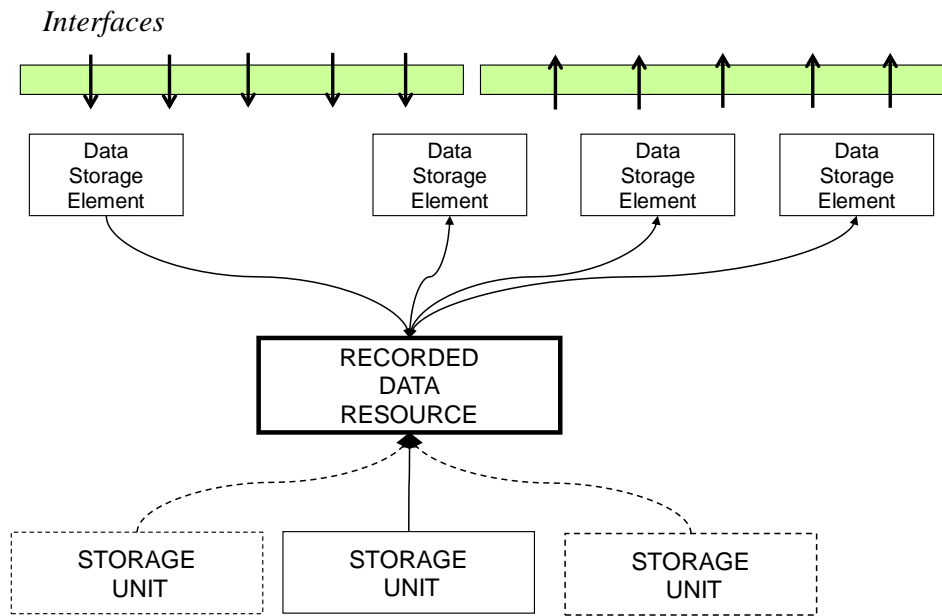 Interfaces
Data
Storage
Element
Data
Storage
Element
Data
Storage
Element
Data
Storage
Element
RECORDED
DATA
RESOURCE
STORAGE
UNIT
STORAGE
UNIT
STORAGE
UNIT